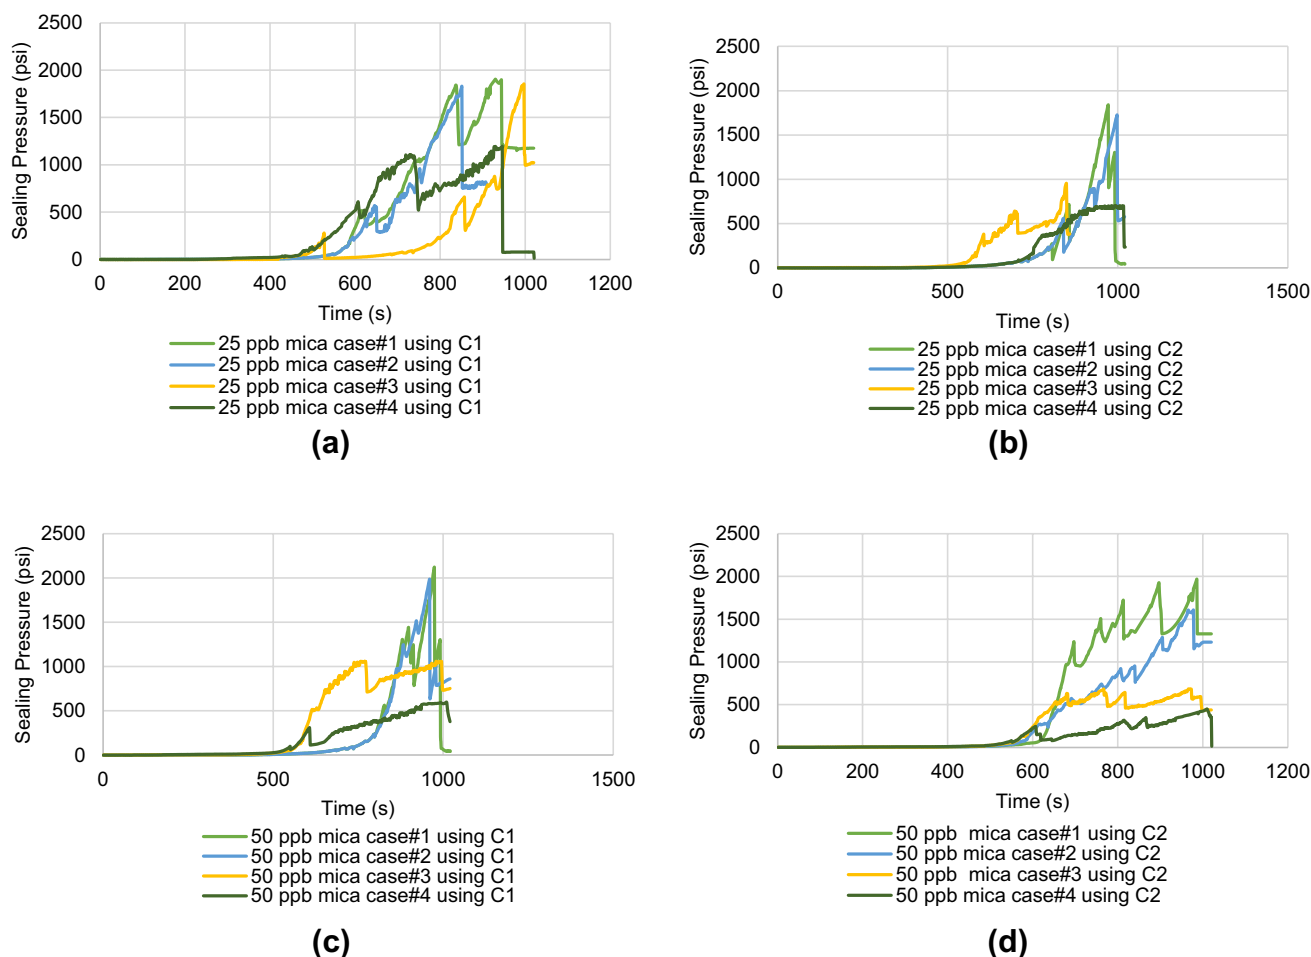 2500
2000
1500
1000
500
0
Sealing Pressure (psi)
0 200 400 600 800 1000 1200
Time (s)
25 ppb mica case#1 using C1
25 ppb mica case#2 using C1
25 ppb mica case#3 using C1
25 ppb mica case#4 using C1
(a)
2500
2000
1500
1000
500
0
Sealing Pressure (psi)
0 500 1000 1500
Time (s)
25 ppb mica case#1 using C2
25 ppb mica case#2 using C2
25 ppb mica case#3 using C2
25 ppb mica case#4 using C2
(b)
2500
2000
1500
1000
500
0
Sealing Pressure (psi)
0 500 1000 1500
Time (s)
50 ppb mica case#1 using C1
50 ppb mica case#2 using C1
50 ppb mica case#3 using C1
50 ppb mica case#4 using C1
(c)
2500
2000
1500
1000
500
0
Sealing Pressure (psi)
0 200 400 600 800 1000 1200
Time (s)
50 ppb  mica case#1 using C2
50 ppb mica case#2 using C2
50 ppb  mica case#3 using C2
50 ppb mica case#4 using C2
(d)